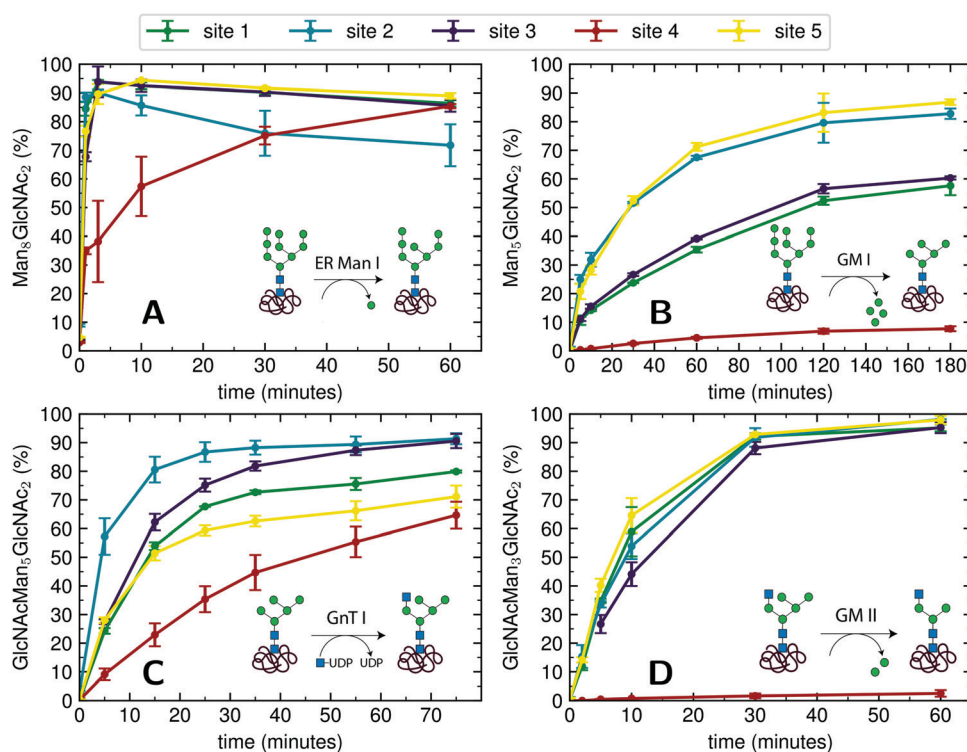 site 1 site 2 site 3 site 4 site 5
Man₈GlcNAc₂ (%)
100
90
80
70
60
50
40
30
20
10
0
ER Man I
A
0 10 20 30 40 50 60
time (minutes)
Man₅GlcNAc₂ (%)
100
90
80
70
60
50
40
30
20
10
0
GM I
B
0 20 40 60 80 100 120 140 160 180
time (minutes)
GlcNAcMan₅GlcNAc₂ (%)
100
90
80
70
60
50
40
30
20
10
0
GnT I
-UDP UDP
C
0 10 20 30 40 50 60 70
time (minutes)
GlcNAcMan₃GlcNAc₂ (%)
100
90
80
70
60
50
40
30
20
10
0
GM II
D
0 10 20 30 40 50 60
time (minutes)